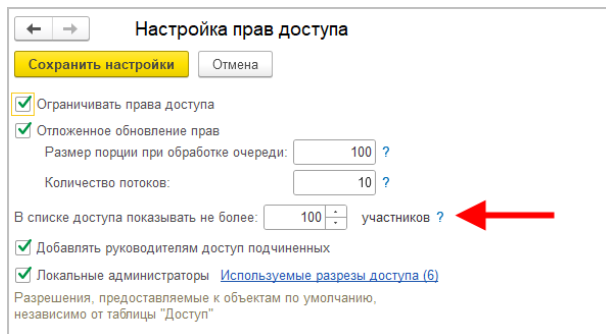 Настройка прав доступа
Сохранить настройки Отмена
Ограничивать права доступа
Отложенное обновление прав
Размер порции при обработке очереди: 100 ?
Количество потоков: 10 ?
В списке доступа показывать не более: 100 участников ?
Добавлять руководителям доступ подчиненных
Локальные администраторы Используемые разрезы доступа (6)
Разрешения, предоставляемые к объектам по умолчанию,
независимо от таблицы "Доступ"